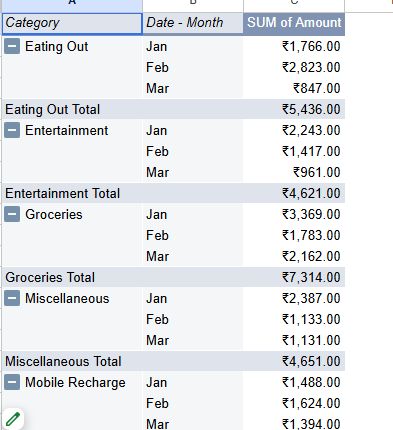 A B C
Category Date - Month SUM of Amount
Eating Out Jan ₹1,766.00
Feb ₹2,823.00
Mar ₹847.00
Eating Out Total ₹5,436.00
Entertainment Jan ₹2,243.00
Feb ₹1,417.00
Mar ₹961.00
Entertainment Total ₹4,621.00
Groceries Jan ₹3,369.00
Feb ₹1,783.00
Mar ₹2,162.00
Groceries Total ₹7,314.00
Miscellaneous Jan ₹2,387.00
Feb ₹1,133.00
Mar ₹1,131.00
Miscellaneous Total ₹4,651.00
Mobile Recharge Jan ₹1,488.00
Feb ₹1,624.00
Mar ₹1,394.00